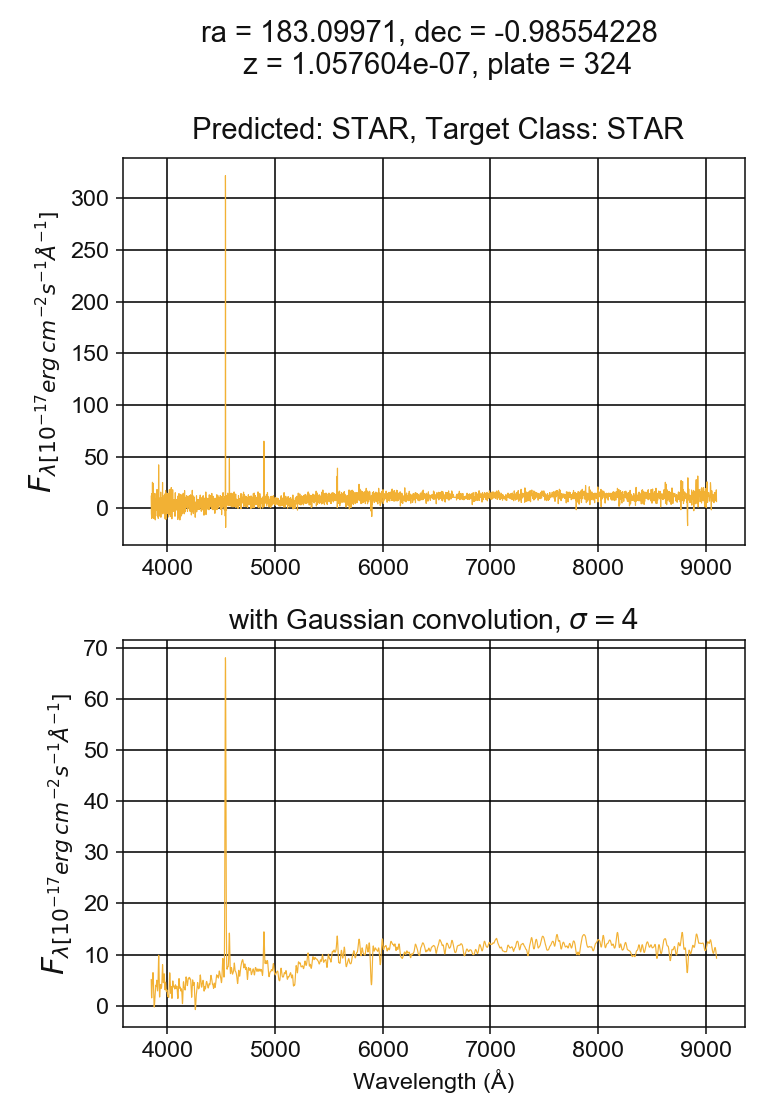 ra = 183.09971, dec = -0.98554228
z = 1.057604e-07, plate = 324
Predicted: STAR, Target Class: STAR
300
250
200
150
100
50
0
F_λ[10^{-17} erg cm^{-2} s^{-1} Å^{-1}]
4000 5000 6000 7000 8000 9000
with Gaussian convolution, σ = 4
70
60
50
40
30
20
10
0
F_λ[10^{-17} erg cm^{-2} s^{-1} Å^{-1}]
4000 5000 6000 7000 8000 9000
Wavelength (Å)